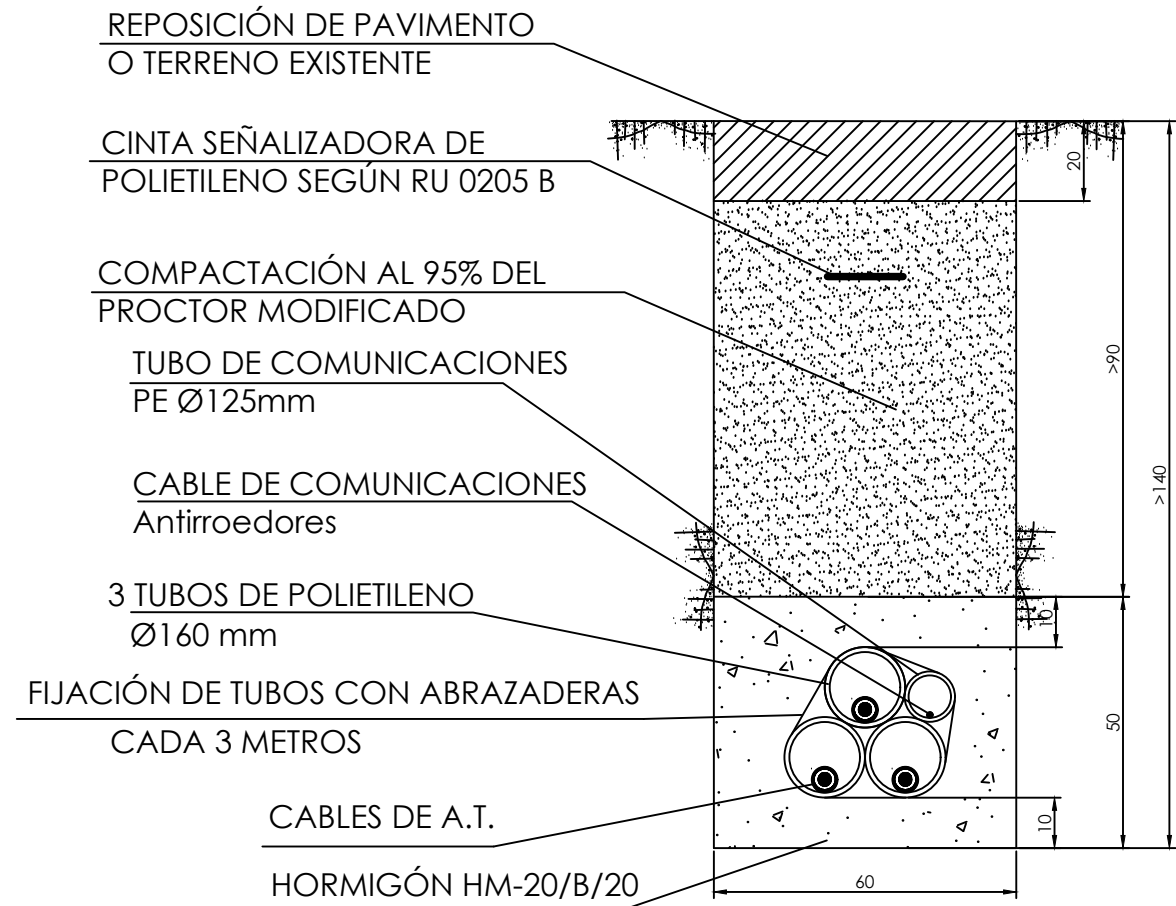 REPOSICIÓN DE PAVIMENTO
O TERRENO EXISTENTE
CINTA SEÑALIZADORA DE
POLIETILENO SEGÚN RU 0205 B
COMPACTACIÓN AL 95% DEL
PROCTOR MODIFICADO
TUBO DE COMUNICACIONES
PE Ø125mm
CABLE DE COMUNICACIONES
Antirroedores
3 TUBOS DE POLIETILENO
Ø160 mm
FIJACIÓN DE TUBOS CON ABRAZADERAS
CADA 3 METROS
CABLES DE A.T.
HORMIGÓN HM-20/B/20
20
>90
>140
10
50
10
60